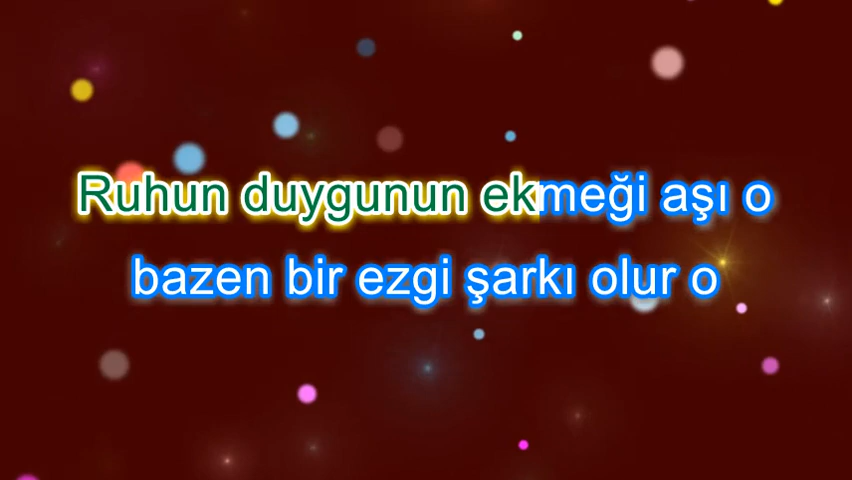 Ruhun duygunun ekmeği aşı o
bazen bir ezgi şarkı olur o